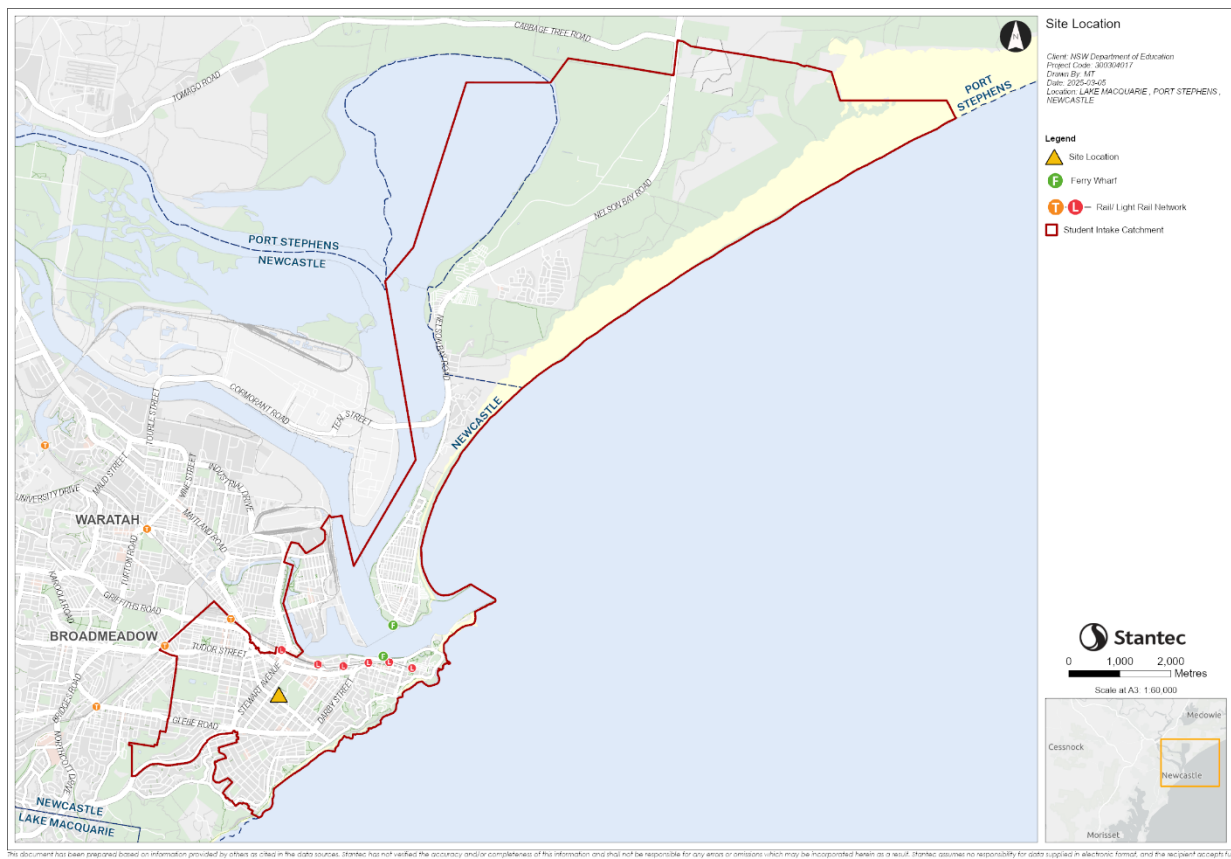 Site Location
Client: NSW Department of Education
Project Code: 300304017
Drawn By: MT
Date: 2025-03-05
Location: LAKE MACQUARIE , PORT STEPHENS ,
NEWCASTLE
Legend
Site Location
F
Ferry Wharf
T
L
Rail/ Light Rail Network
Student Intake Catchment
N
CABBAGE TREE ROAD
TOMAGO ROAD
PORT
STEPHENS
NELSON BAY ROAD
PORT STEPHENS
NEWCASTLE
NELSON BAY ROAD
CORMORANT ROAD
TEAL STREET
NEWCASTLE
TOURLE STREET
T
MAUD STREET
VINE STREET
INDUSTRIAL DRIVE
UNIVERSITY DRIVE
MAITLAND ROAD
WARATAH
T
TURTON ROAD
KAROOLA ROAD
GRIFFITHS ROAD
T
F
BROADMEADOW
T
TUDOR STREET
L
L
L
L
F
L
L
STEWART AVENUE
DARBY STREET
BRIDGES ROAD
T
GLEBE ROAD
NORTHCOTT DRIVE
NEWCASTLE
LAKE MACQUARIE
Stantec
0 1,000 2,000
Metres
Scale at A3: 1:60,000
Medowie
Cessnock
Newcastle
Morisset
This document has been prepared based on information provided by others as cited in the data sources. Stantec has not verified the accuracy and/or completeness of this information and shall not be responsible for any errors or omissions which may be incorporated herein as a result. Stantec assumes no responsibility for data supplied in electronic format, and the recipient accepts